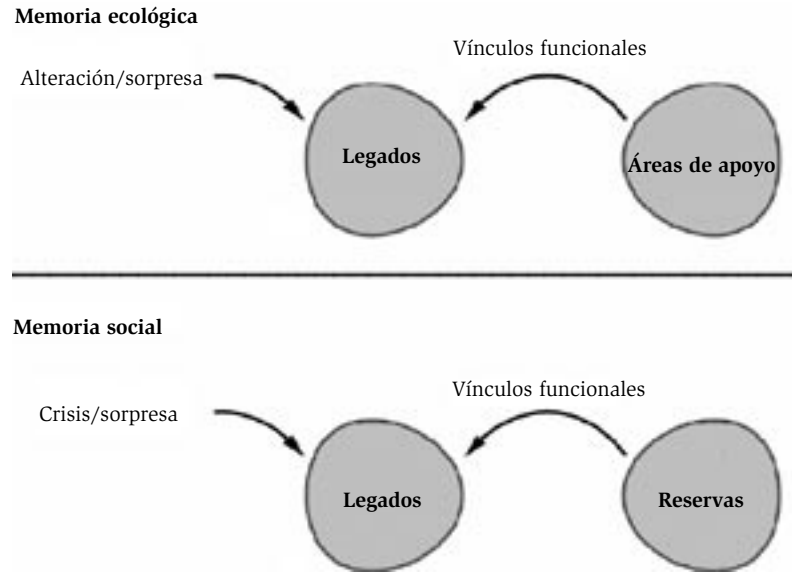 Memoria ecológica
Vínculos funcionales
Alteración/sorpresa
Legados
Áreas de apoyo
Memoria social
Vínculos funcionales
Crisis/sorpresa
Legados
Reservas